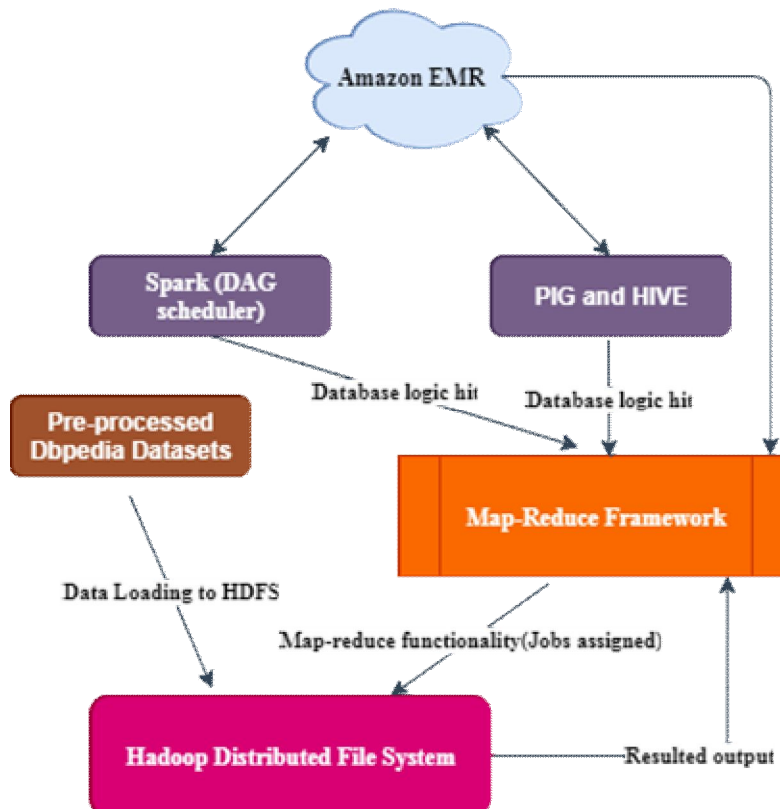 Amazon EMR
Spark (DAG
scheduler)
PIG and HIVE
Database logic hit
Database logic hit
Pre-processed
Dbpedia Datasets
Map-Reduce Framework
Data Loading to HDFS
Map-reduce functionality(Jobs assigned)
Hadoop Distributed File System
Resulted output